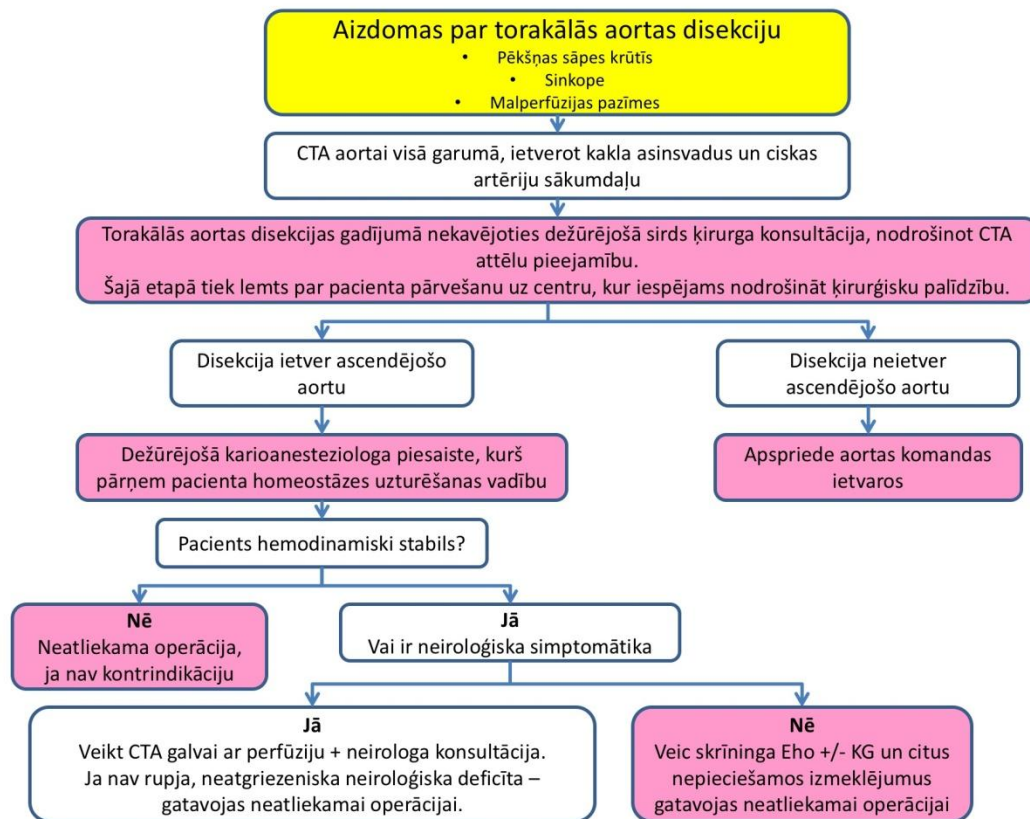 Aizdomas par torakālās aortas disekciju
• Pēkšņas sāpes krūtīs
• Sinkope
• Malperfūzijas pazīmes
CTA aortai visā garumā, ietverot kakla asinsvadus un ciskas
artēriju sākumdaļu
Torakālās aortas disekcijas gadījumā nekavējoties dežūrējošā sirds ķirurga konsultācija, nodrošinot CTA
attēlu pieejamību.
Šajā etapā tiek lemts par pacienta pārvešanu uz centru, kur iespējams nodrošināt ķirurģisku palīdzību.
Disekcija ietver ascendējošo
aortu
Disekcija neietver
ascendējošo aortu
Dežūrējošā karioanesteziologa piesaiste, kurš
pārņem pacienta homeostāzes uzturēšanas vadību
Apspriede aortas komandas
ietvaros
Pacients hemodinamiski stabils?
Nē
Neatliekama operācija,
ja nav kontrindikāciju
Jā
Vai ir neiroloģiska simptomātika
Jā
Veikt CTA galvai ar perfūziju + neirologa konsultācija.
Ja nav rupja, neatgriezeniska neiroloģiska deficīta –
gatavojas neatliekamai operācijai.
Nē
Veic skrīninga Eho +/- KG un citus
nepieciešamos izmeklējumus
gatavojas neatliekamai operācijai